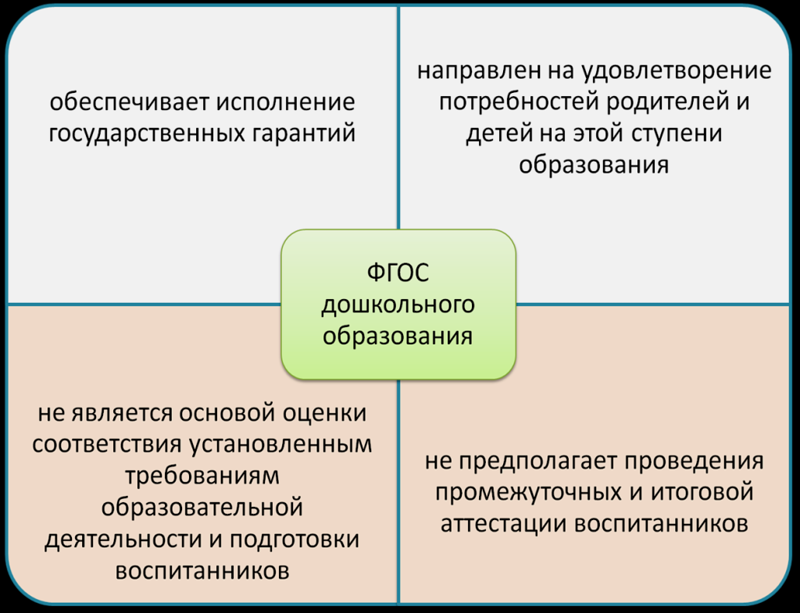 обеспечивает исполнение
государственных гарантий
направлен на удовлетворение
потребностей родителей и
детей на этой ступени
образования
ФГОС
дошкольного
образования
не является основой оценки
соответствия установленным
требованиям
образовательной
деятельности и подготовки
воспитанников
не предполагает проведения
промежуточных и итоговой
аттестации воспитанников